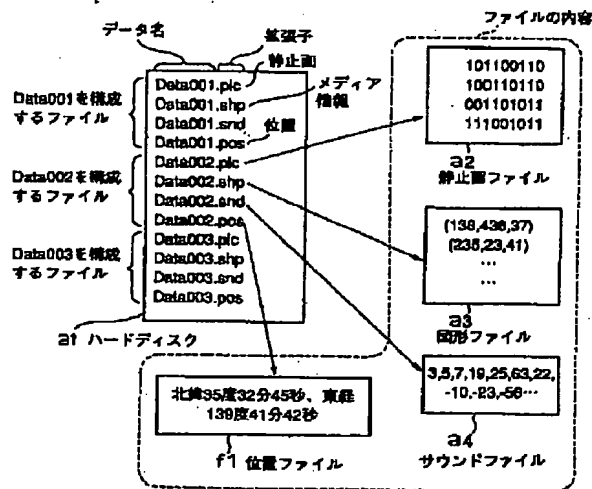 データ名
拡張子
静止画
メディア
情報
位置
ファイルの内容
Data001を構成
するファイル
Data002を構成
するファイル
Data003を構成
するファイル
Data001.pic
Data001.shp
Data001.snd
Data001.pos
Data002.pic
Data002.shp
Data002.snd
Data002.pos
Data003.pic
Data003.shp
Data003.snd
Data003.pos
a1 ハードディスク
101100110
100110110
001101011
111001011
a2
静止画ファイル
(138,436,37)
(235,23,41)
…
…
a3
図形ファイル
3,5,7,19,25,63,22,
-10,-23,-56…
a4
サウンドファイル
北緯35度32分45秒、東経
139度41分42秒
f1 位置ファイル